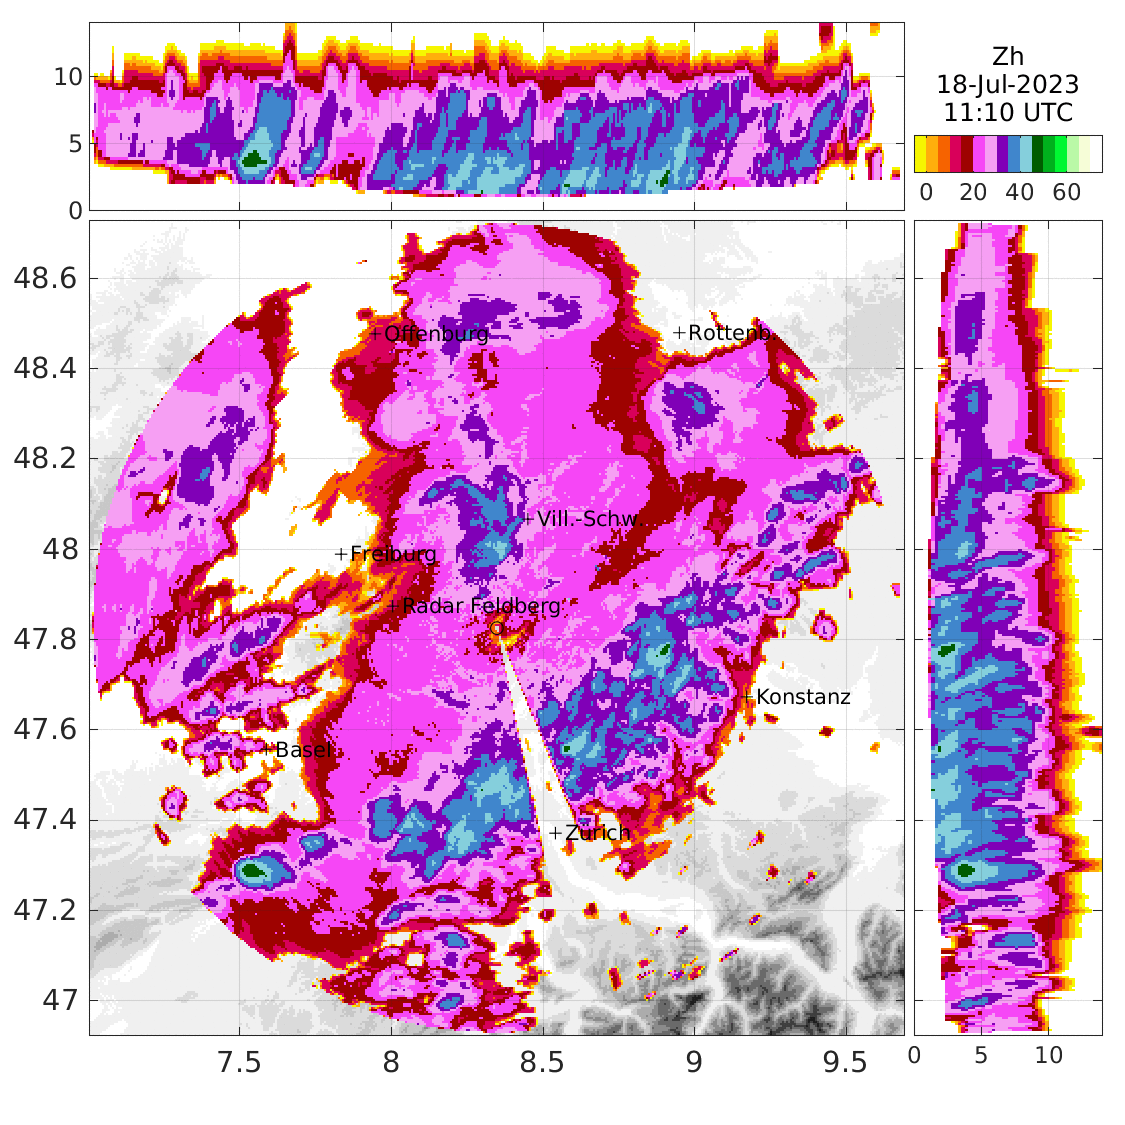 10
5
0
Zh
18-Jul-2023
11:10 UTC
0 20 40 60
48.6
48.4
48.2
48
47.8
47.6
47.4
47.2
47
+Offenburg
+Rottenb.
+Vill.-Schw.
+Freiburg
+Radar Feldberg
+Konstanz
+Basel
+Zurich
7.5 8 8.5 9 9.5
0 5 10